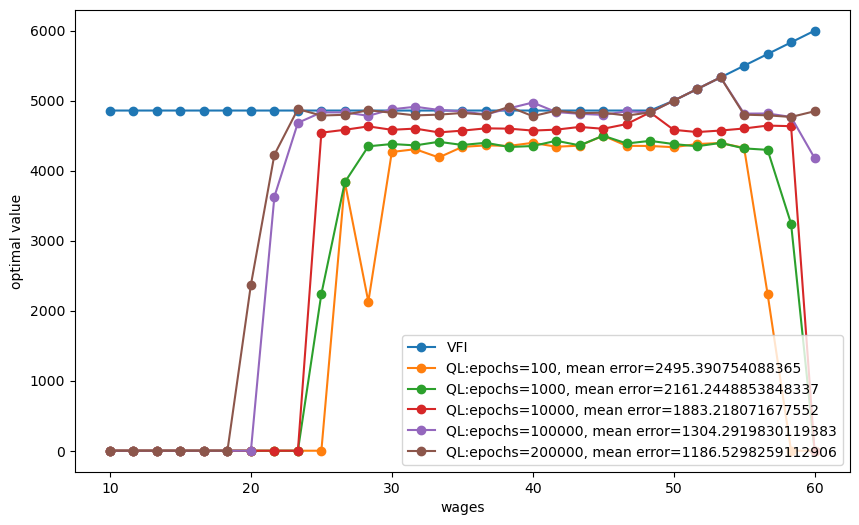 6000
5000
4000
3000
2000
1000
0
optimal value
10
20
30
40
50
60
wages
VFI
QL:epochs=100, mean error=2495.390754088365
QL:epochs=1000, mean error=2161.2448853848337
QL:epochs=10000, mean error=1883.218071677552
QL:epochs=100000, mean error=1304.2919830119383
QL:epochs=200000, mean error=1186.5298259112906